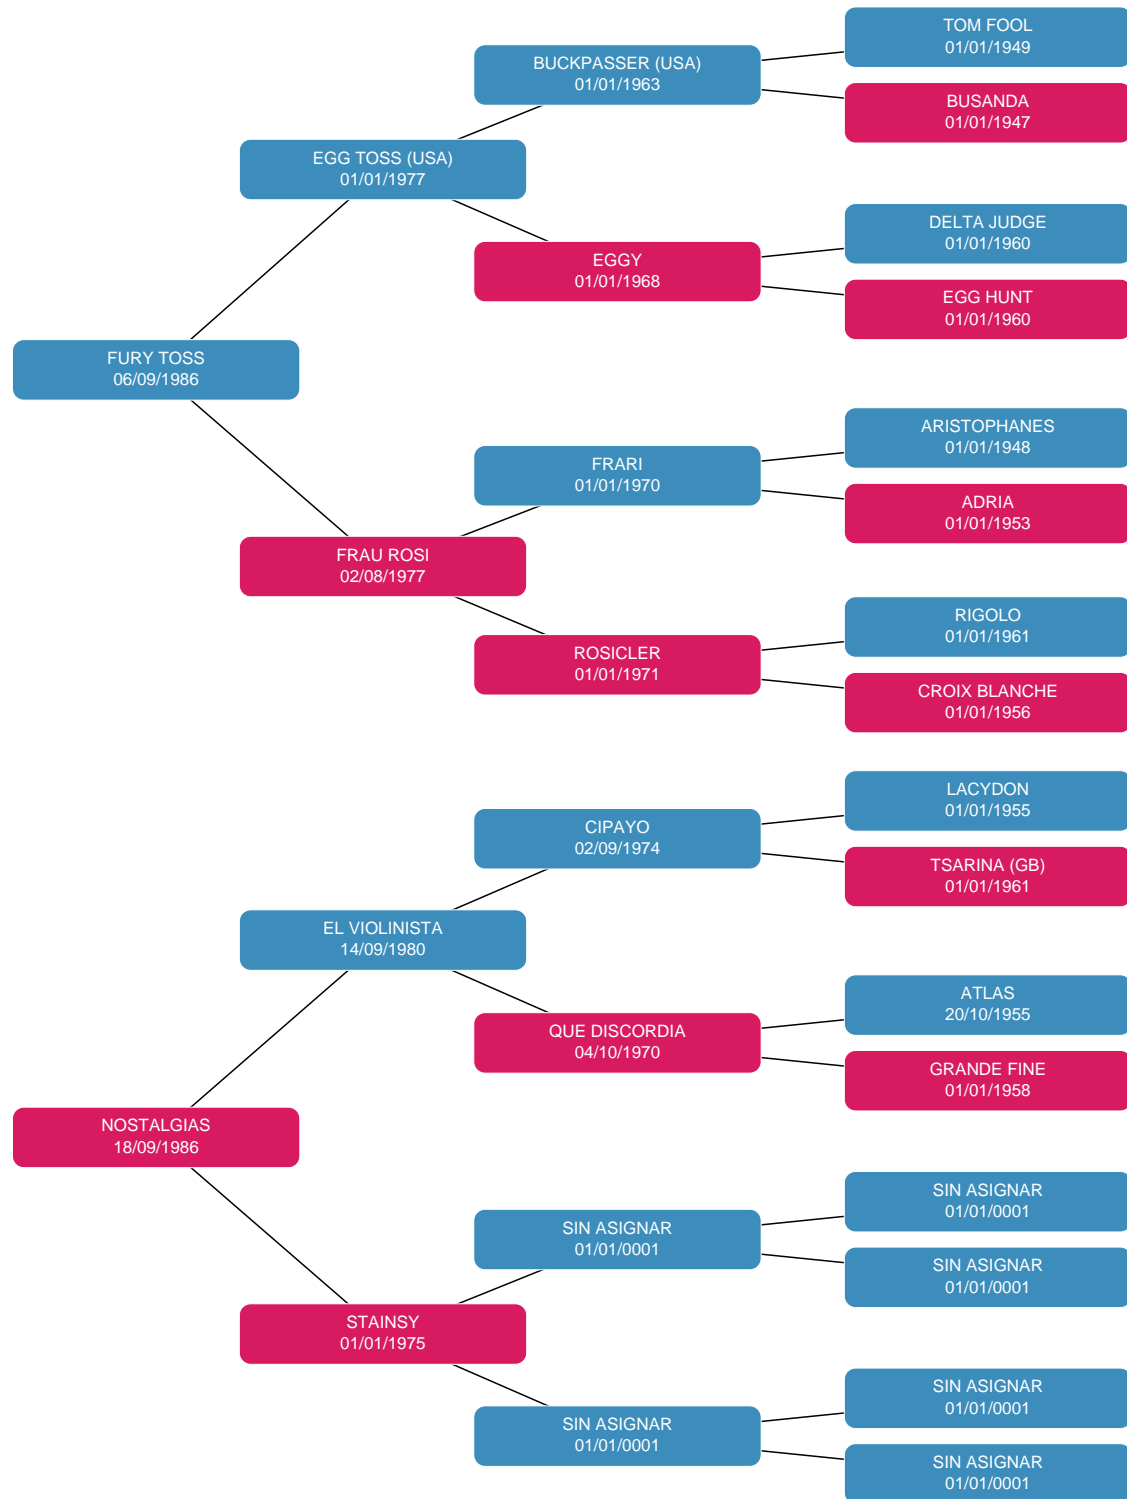 TOM FOOL
01/01/1949
BUCKPASSER (USA)
01/01/1963
BUSANDA
01/01/1947
EGG TOSS (USA)
01/01/1977
DELTA JUDGE
01/01/1960
EGGY
01/01/1968
EGG HUNT
01/01/1960
FURY TOSS
06/09/1986
ARISTOPHANES
01/01/1948
FRARI
01/01/1970
ADRIA
01/01/1953
FRAU ROSI
02/08/1977
RIGOLO
01/01/1961
ROSICLER
01/01/1971
CROIX BLANCHE
01/01/1956
LACYDON
01/01/1955
CIPAYO
02/09/1974
TSARINA (GB)
01/01/1961
EL VIOLINISTA
14/09/1980
ATLAS
20/10/1955
QUE DISCORDIA
04/10/1970
GRANDE FINE
01/01/1958
NOSTALGIAS
18/09/1986
SIN ASIGNAR
01/01/0001
SIN ASIGNAR
01/01/0001
SIN ASIGNAR
01/01/0001
STAINSY
01/01/1975
SIN ASIGNAR
01/01/0001
SIN ASIGNAR
01/01/0001
SIN ASIGNAR
01/01/0001